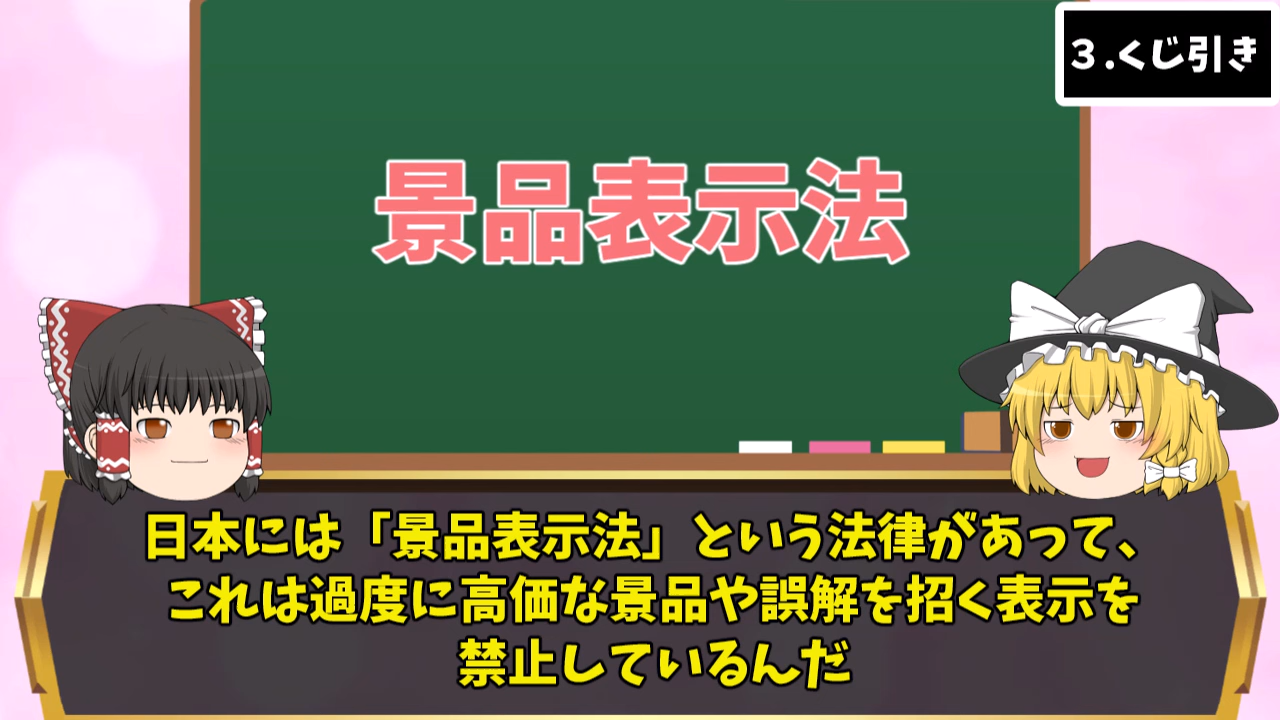 ３.くじ引き
景品表示法
日本には「景品表示法」という法律があって、
これは過度に高価な景品や誤解を招く表示を
禁止しているんだ